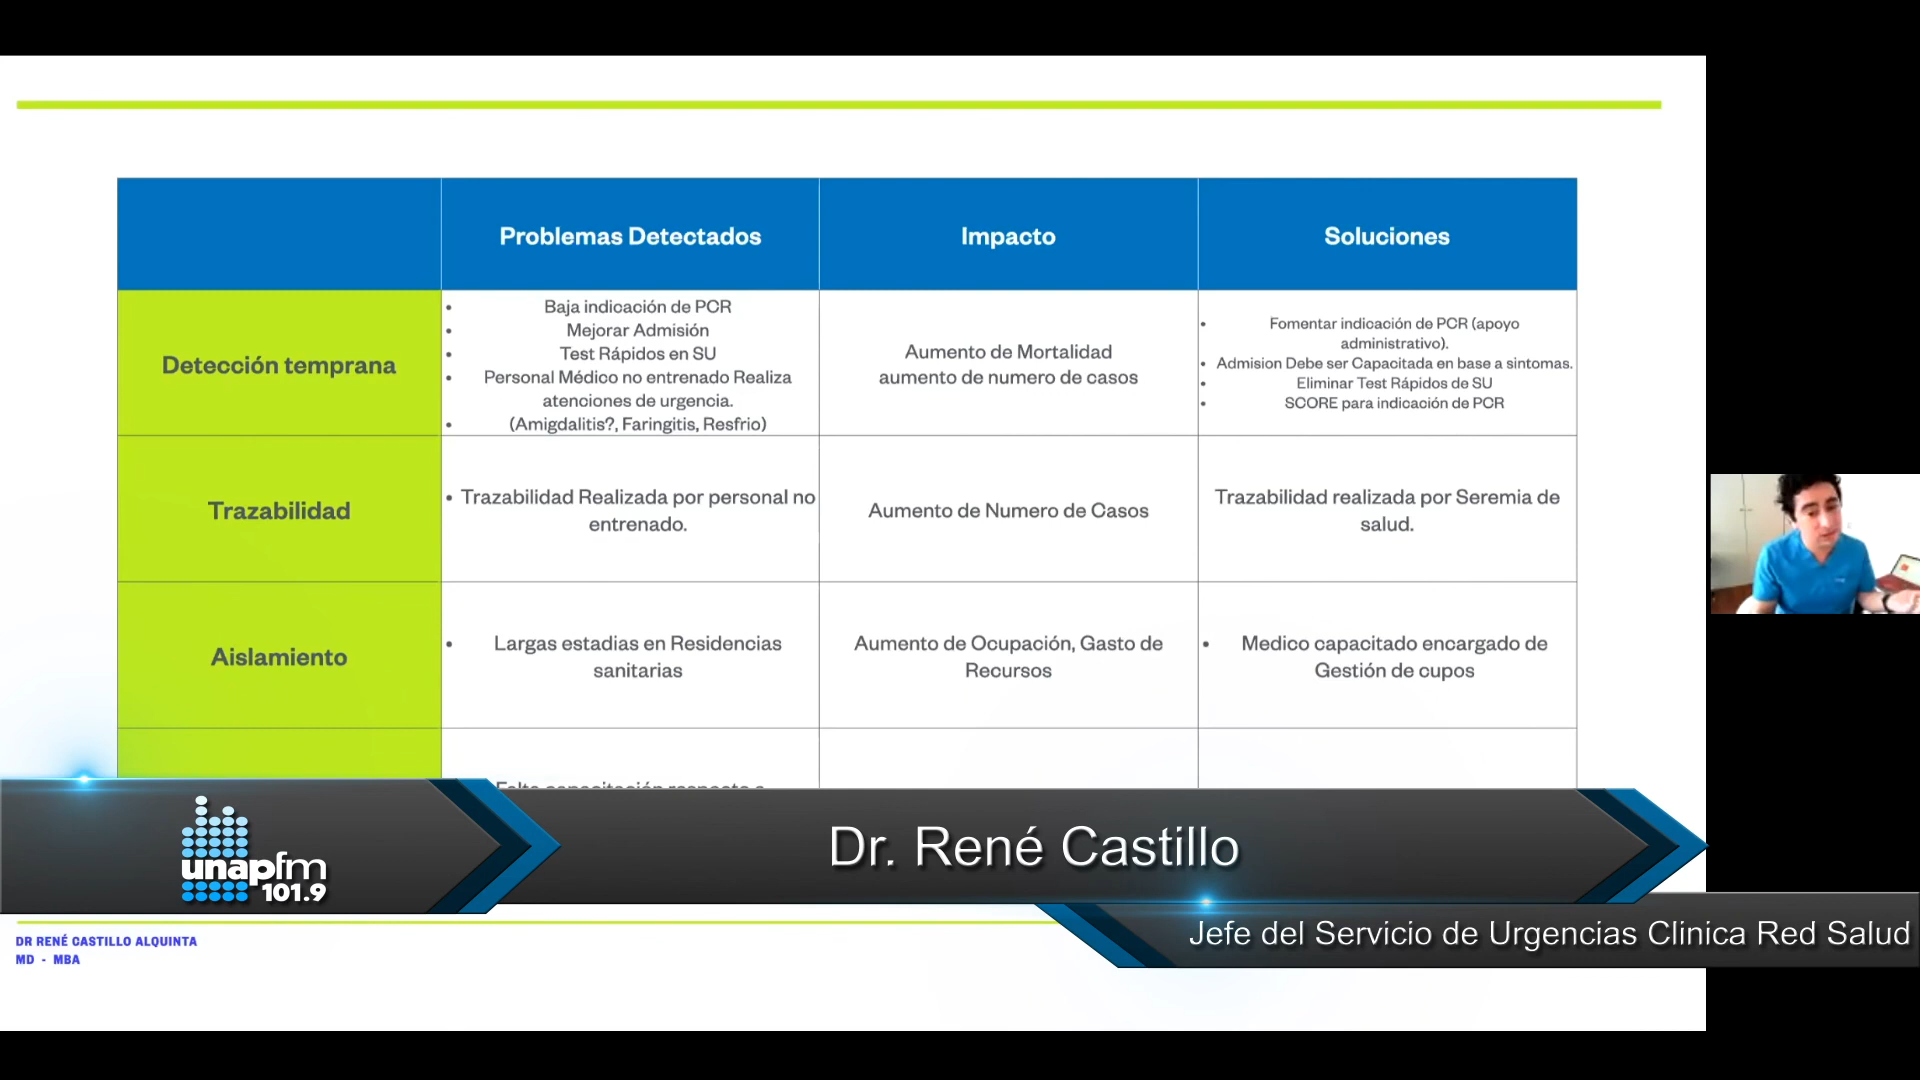 Problemas Detectados
Impacto
Soluciones
Detección temprana
• Baja indicación de PCR
• Mejorar Admisión
• Test Rápidos en SU
• Personal Médico no entrenado Realiza
atenciones de urgencia.
• (Amigdalitis?, Faringitis, Resfrio)
Aumento de Mortalidad
aumento de numero de casos
• Fomentar indicación de PCR (apoyo
administrativo).
• Admision Debe ser Capacitada en base a sintomas.
• Eliminar Test Rápidos de SU
• SCORE para indicación de PCR
Trazabilidad
• Trazabilidad Realizada por personal no
entrenado.
Aumento de Numero de Casos
Trazabilidad realizada por Seremia de
salud.
Aislamiento
• Largas estadias en Residencias
sanitarias
Aumento de Ocupación, Gasto de
Recursos
• Medico capacitado encargado de
Gestión de cupos
Falta capacitación respecto a
unapfm
101.9
Dr. René Castillo
Jefe del Servicio de Urgencias Clinica Red Salud
DR RENÉ CASTILLO ALQUINTA
MD - MBA